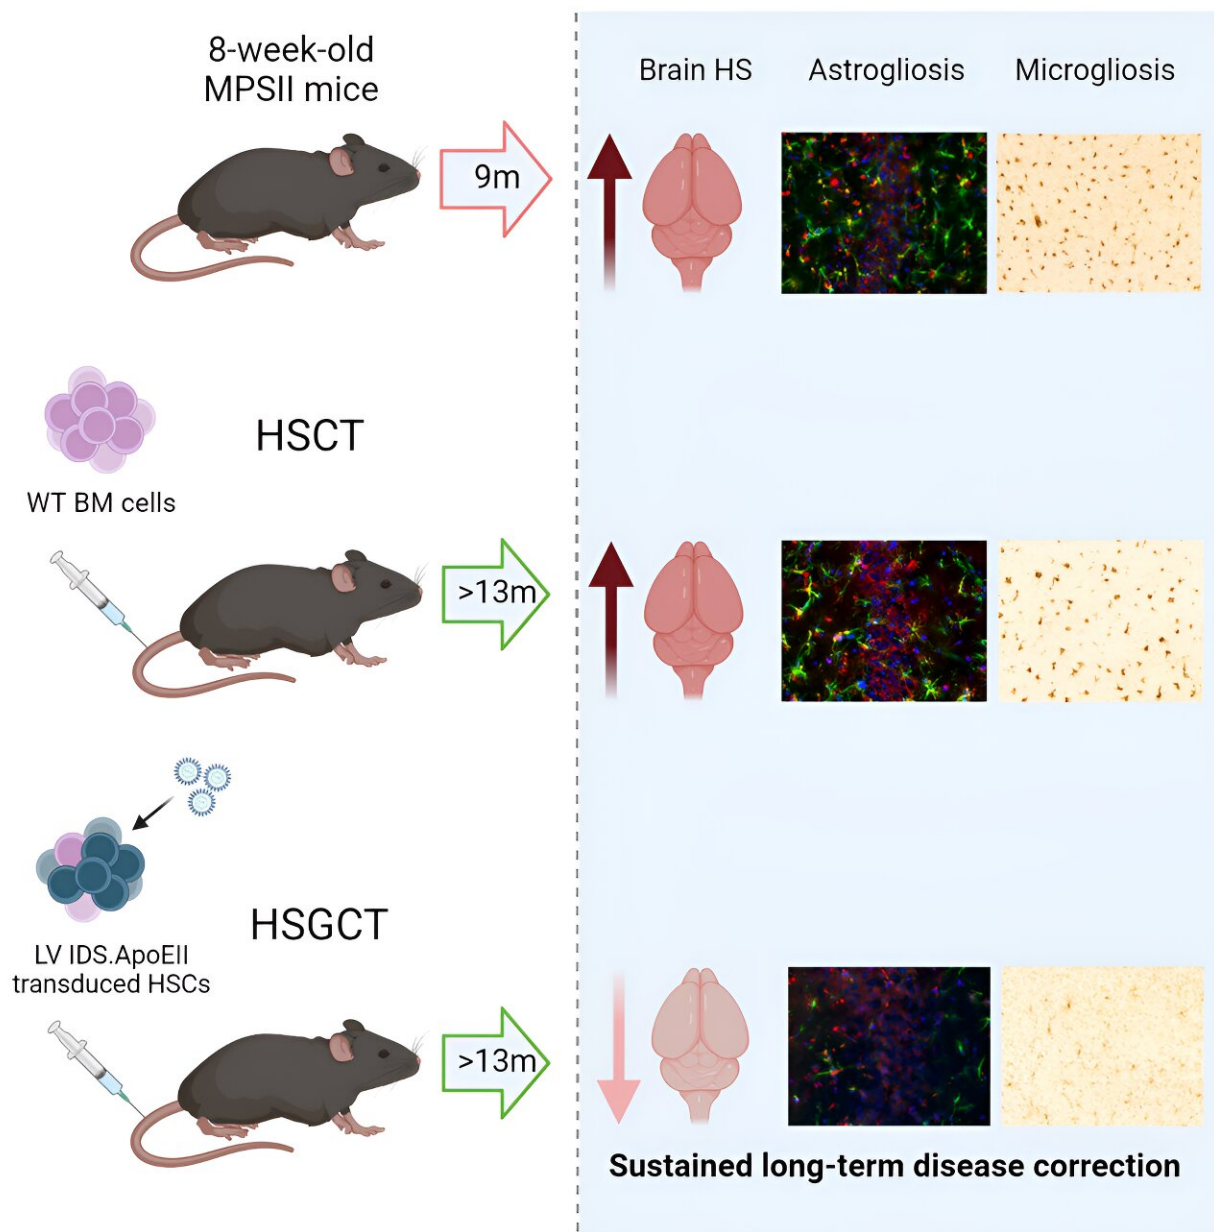 8-week-old
MPSII mice
9m
Brain HS
Astrogliosis
Microgliosis
WT BM cells
HSCT
>13m
LV IDS.ApoEII
transduced HSCs
HSGCT
>13m
Sustained long-term disease correction